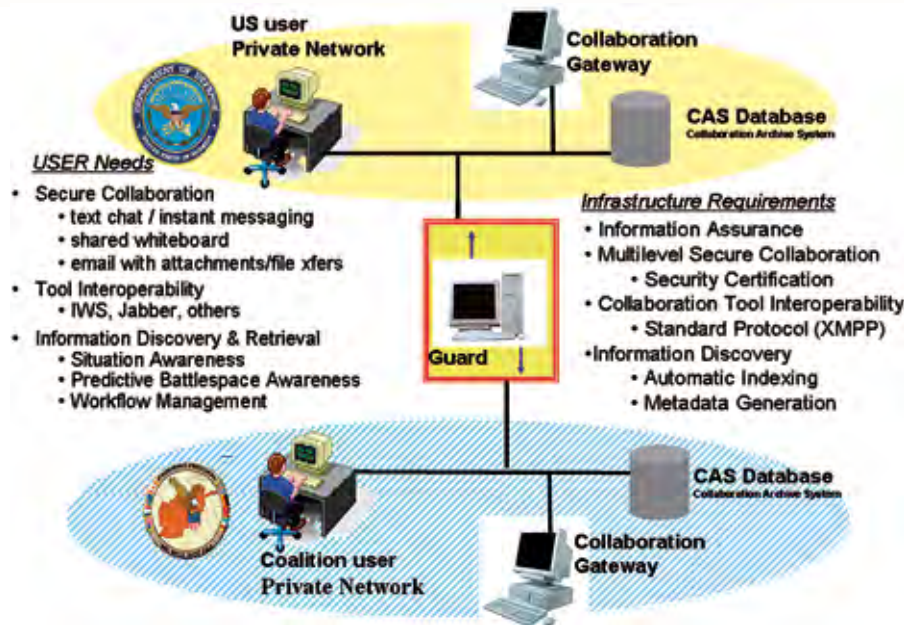 US user
Private Network
Collaboration
Gateway
DEPARTMENT OF DEFENSE
CAS Database
Collaboration Archive System
USER Needs
• Secure Collaboration
• text chat / instant messaging
• shared whiteboard
• email with attachments/file xfers
• Tool Interoperability
• IWS, Jabber, others
• Information Discovery & Retrieval
• Situation Awareness
• Predictive Battlespace Awareness
• Workflow Management
Guard
Infrastructure Requirements
• Information Assurance
• Multilevel Secure Collaboration
• Security Certification
• Collaboration Tool Interoperability
• Standard Protocol (XMPP)
•Information Discovery
• Automatic Indexing
• Metadata Generation
CAS Database
Collaboration Archive System
Coalition user
Private Network
Collaboration
Gateway